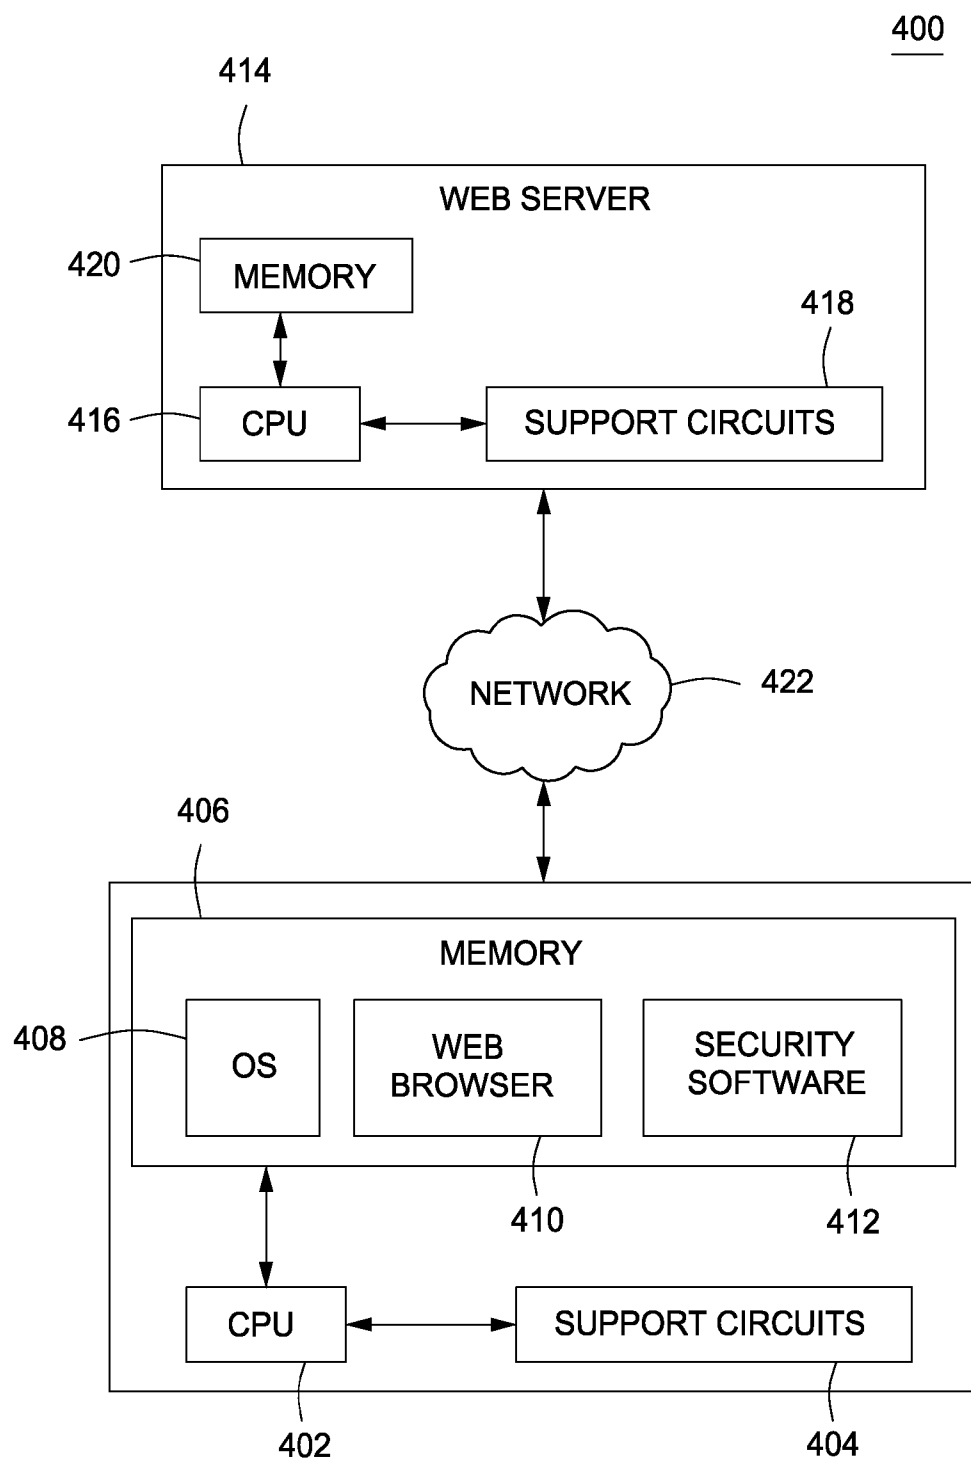 400
414
WEB SERVER
420
MEMORY
418
416
CPU
SUPPORT CIRCUITS
NETWORK
422
406
MEMORY
408
OS
WEB
BROWSER
SECURITY
SOFTWARE
410
412
CPU
SUPPORT CIRCUITS
402
404